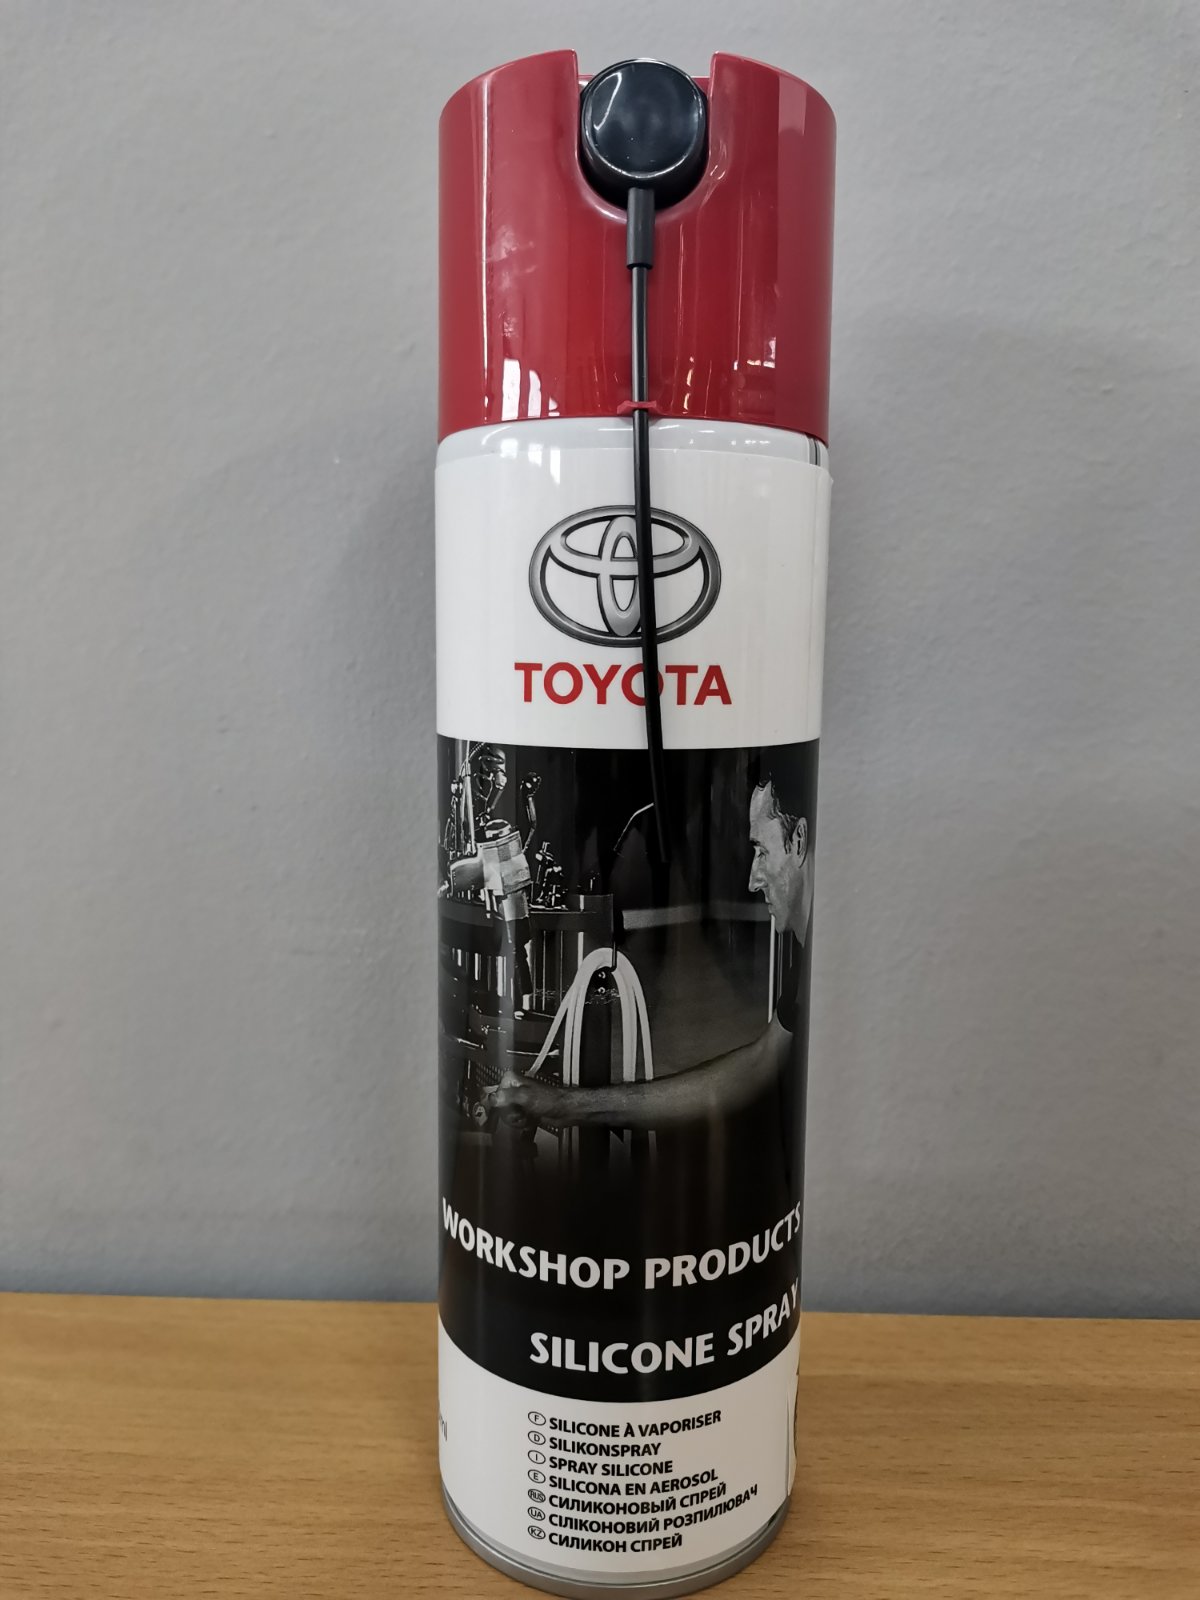 TOYOTA
WORKSHOP PRODUCTS
SILICONE SPRAY
F SILICONE À VAPORISER
D SILIKONSPRAY
I SPRAY SILICONE
E SILICONA EN AEROSOL
RUS СИЛИКОНОВЫЙ СПРЕЙ
UA СІЛІКОНОВИЙ РОЗПИЛЮВАЧ
KZ СИЛИКОН СПРЕЙ
ml